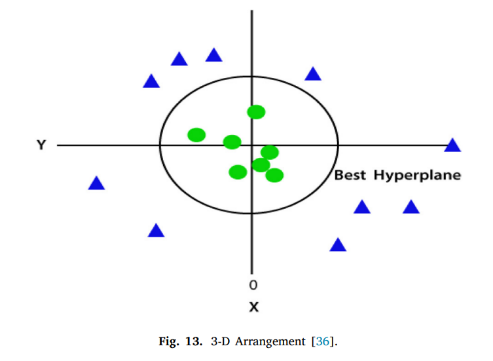 Y
Best Hyperplane
0
X
Fig. 13. 3-D Arrangement [36].